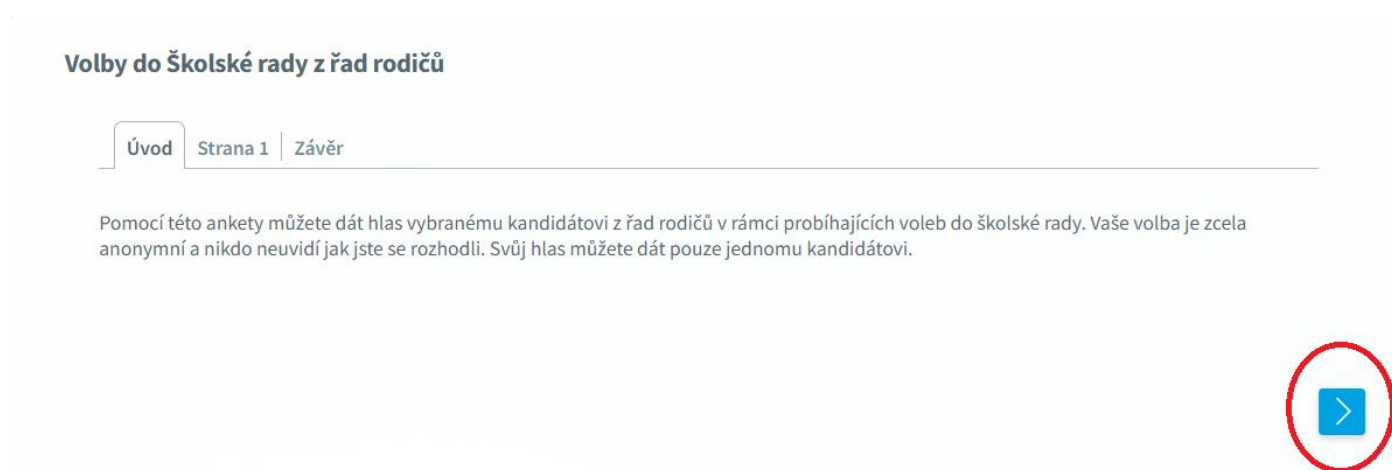 Volby do Školské rady z řad rodičů
Úvod Strana 1 Závěr
Pomocí této ankety můžete dát hlas vybranému kandidátovi z řad rodičů v rámci probíhajících voleb do školské rady. Vaše volba je zcela
anonymní a nikdo neuvidí jak jste se rozhodli. Svůj hlas můžete dát pouze jednomu kandidátovi.